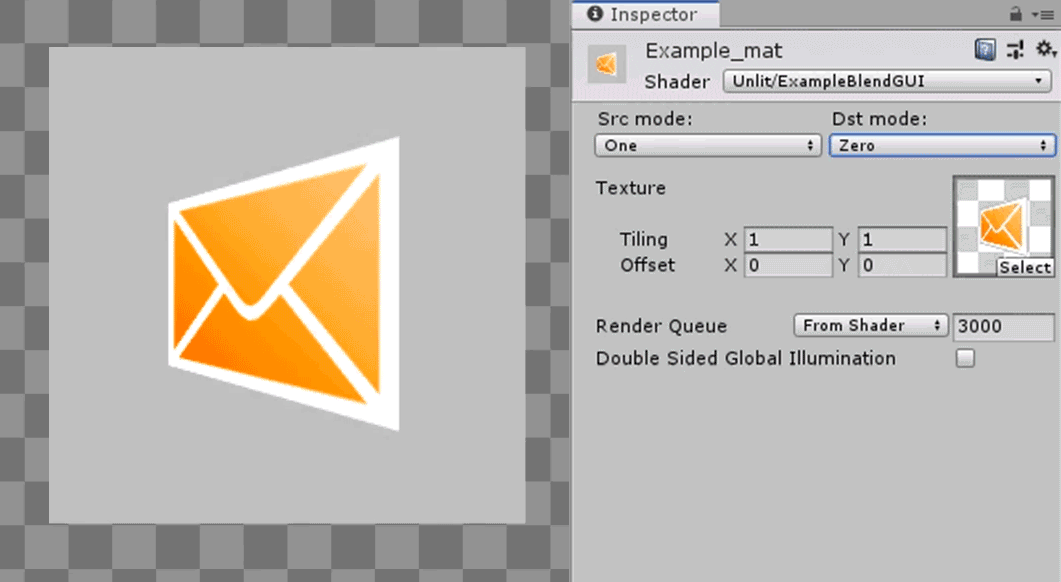 Inspector
Example_mat
Shader Unlit/ExampleBlendGUI
Src mode: Dst mode:
One Zero
Texture
Tiling X 1 Y 1
Offset X 0 Y 0
Select
Render Queue From Shader 3000
Double Sided Global Illumination